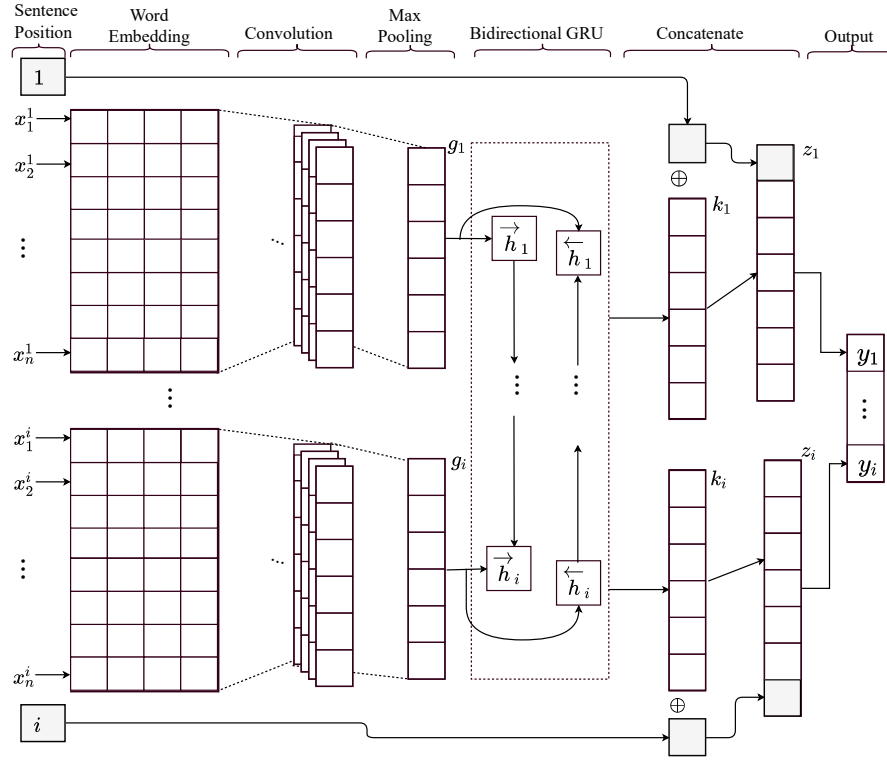 Sentence Position
Word Embedding
Convolution
Max Pooling
Bidirectional GRU
Concatenate
Output
1
x_1^1
x_2^1
⋮
x_n^1
...
g_1
→h_1
←h_1
⋮
⋮
⊕
k_1
z_1
...
x_1^i
x_2^i
⋮
x_n^i
...
g_i
→h_i
←h_i
k_i
z_i
⊕
i
y_1
⋮
y_i